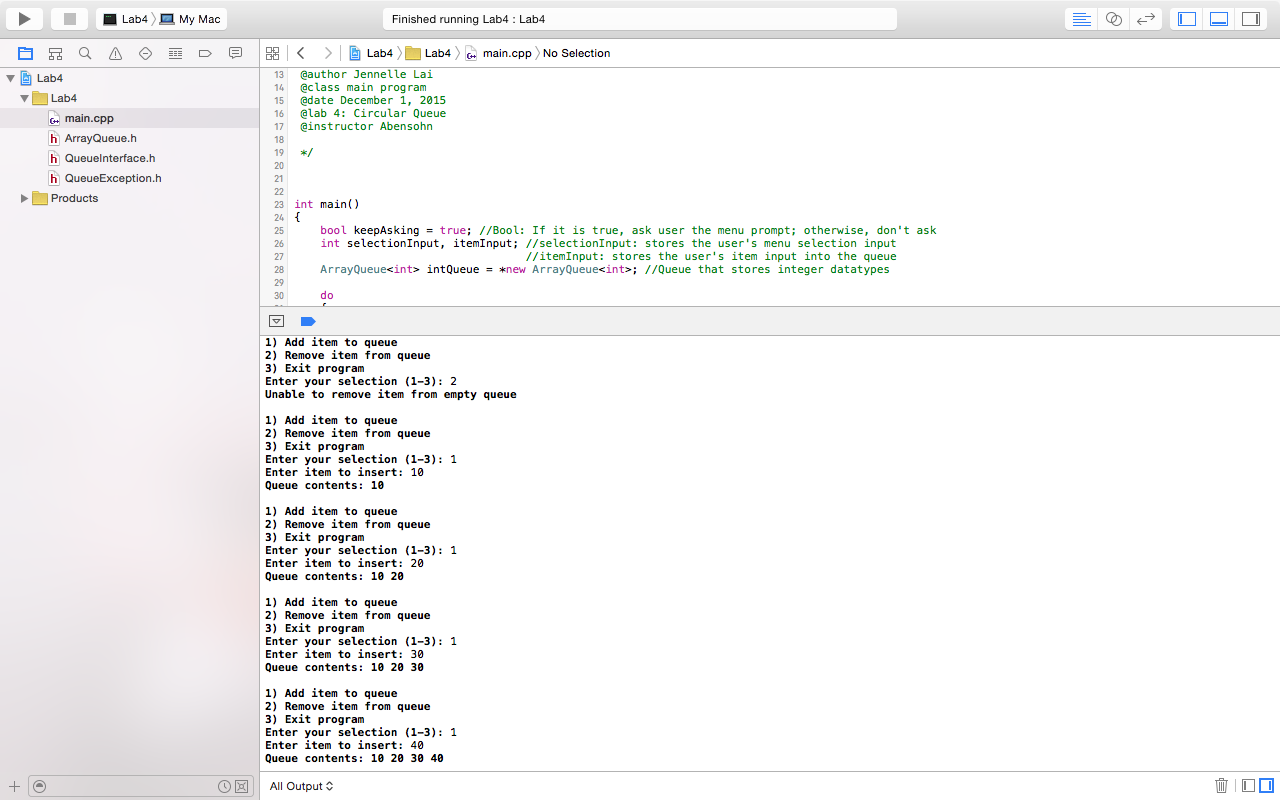 Lab4 My Mac
Finished running Lab4 : Lab4
Lab4 Lab4 main.cpp No Selection
Lab4
Lab4
main.cpp
ArrayQueue.h
QueueInterface.h
QueueException.h
Products
13 @author Jennelle Lai
14 @class main program
15 @date December 1, 2015
16 @lab 4: Circular Queue
17 @instructor Abensohn
18
19 */
20
21
22
23 int main()
24 {
25 bool keepAsking = true; //Bool: If it is true, ask user the menu prompt; otherwise, don't ask
26 int selectionInput, itemInput; //selectionInput: stores the user's menu selection input
27 //itemInput: stores the user's item input into the queue
28 ArrayQueue<int> intQueue = *new ArrayQueue<int>; //Queue that stores integer datatypes
29
30 do
1) Add item to queue
2) Remove item from queue
3) Exit program
Enter your selection (1-3): 2
Unable to remove item from empty queue
1) Add item to queue
2) Remove item from queue
3) Exit program
Enter your selection (1-3): 1
Enter item to insert: 10
Queue contents: 10
1) Add item to queue
2) Remove item from queue
3) Exit program
Enter your selection (1-3): 1
Enter item to insert: 20
Queue contents: 10 20
1) Add item to queue
2) Remove item from queue
3) Exit program
Enter your selection (1-3): 1
Enter item to insert: 30
Queue contents: 10 20 30
1) Add item to queue
2) Remove item from queue
3) Exit program
Enter your selection (1-3): 1
Enter item to insert: 40
Queue contents: 10 20 30 40
All Output